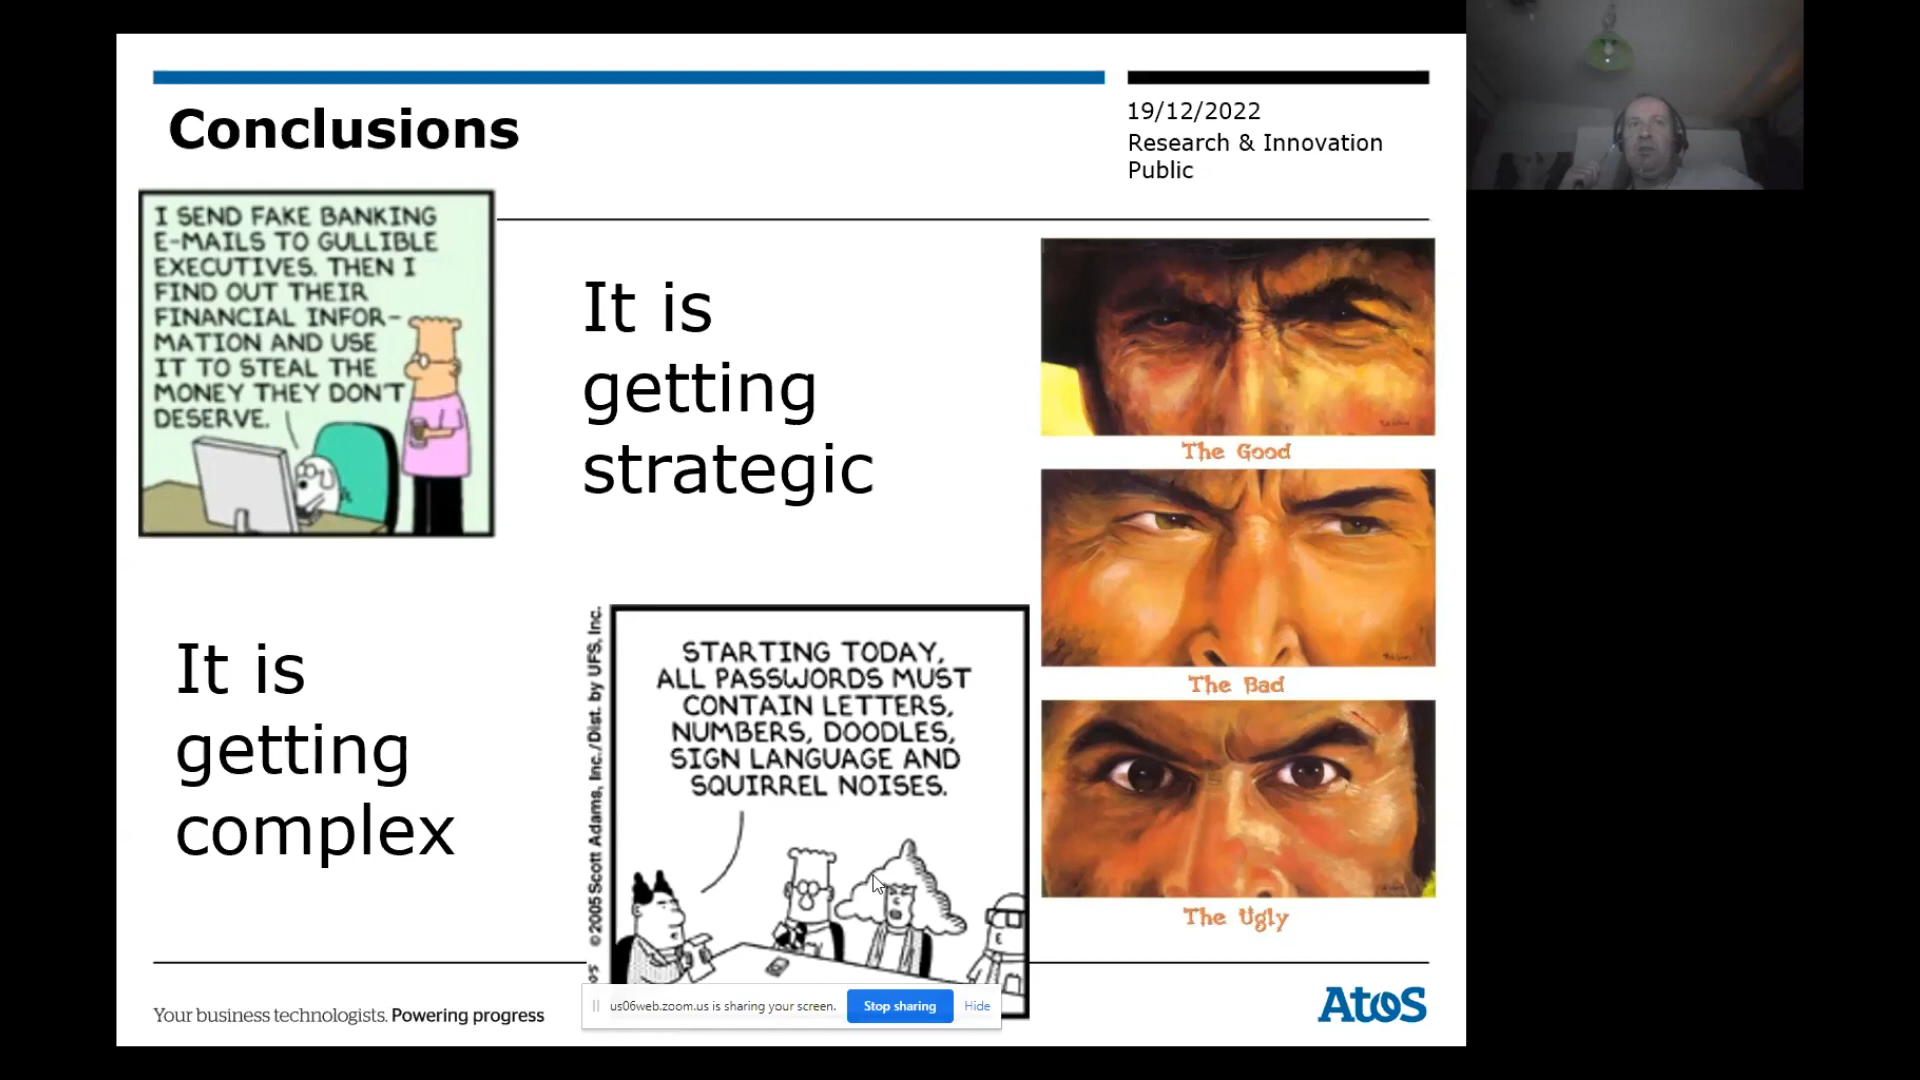 Conclusions
19/12/2022
Research & Innovation
Public
I SEND FAKE BANKING
E-MAILS TO GULLIBLE
EXECUTIVES. THEN I
FIND OUT THEIR
FINANCIAL INFOR-
MATION AND USE
IT TO STEAL THE
MONEY THEY DON'T
DESERVE.
It is
getting
strategic
The Good
The Bad
The Ugly
It is
getting
complex
©2005 Scott Adams, Inc./Dist. by UFS, Inc.
STARTING TODAY,
ALL PASSWORDS MUST
CONTAIN LETTERS,
NUMBERS, DOODLES,
SIGN LANGUAGE AND
SQUIRREL NOISES.
us06web.zoom.us is sharing your screen.
Stop sharing
Hide
Your business technologists. Powering progress
Atos